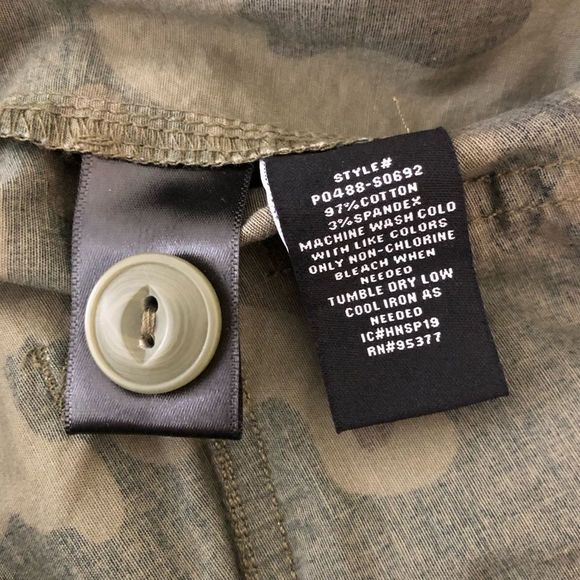 STYLE#
P0488-S0692
97%COTTON
3%SPANDEX
MACHINE WASH COLD
WITH LIKE COLORS
ONLY NON-CHLORINE
BLEACH WHEN
NEEDED
TUMBLE DRY LOW
COOL IRON AS
NEEDED
IC#HNSP19
RN#95377